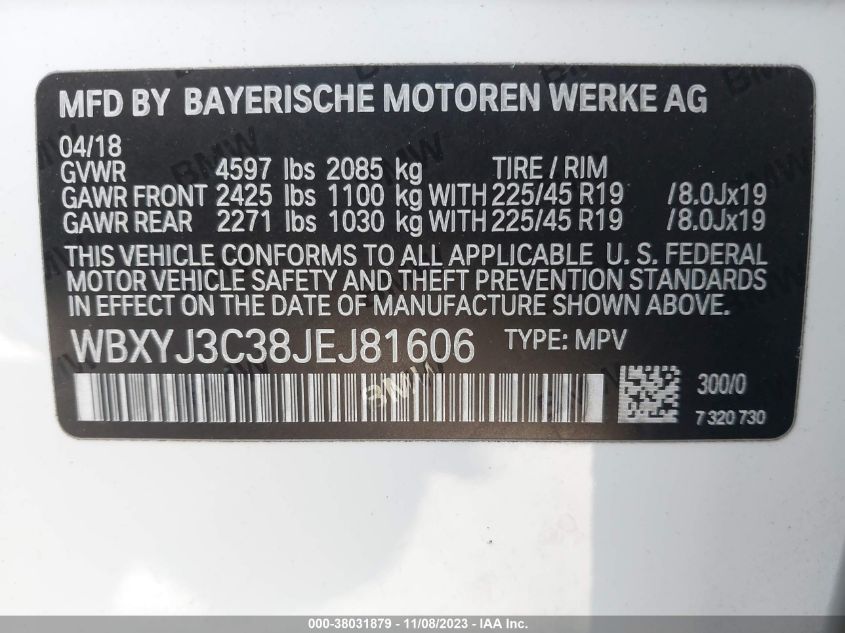 MFD BY BAYERISCHE MOTOREN WERKE AG
04/18
GVWR 4597 lbs 2085 kg TIRE / RIM
GAWR FRONT 2425 lbs 1100 kg WITH 225/45 R19 /8.0Jx19
GAWR REAR 2271 lbs 1030 kg WITH 225/45 R19 /8.0Jx19
THIS VEHICLE CONFORMS TO ALL APPLICABLE U. S. FEDERAL
MOTOR VEHICLE SAFETY AND THEFT PREVENTION STANDARDS
IN EFFECT ON THE DATE OF MANUFACTURE SHOWN ABOVE.
WBXYJ3C38JEJ81606 TYPE: MPV
BMW
300/0
7 320 730
000-38031879 - 11/08/2023 - IAA Inc.